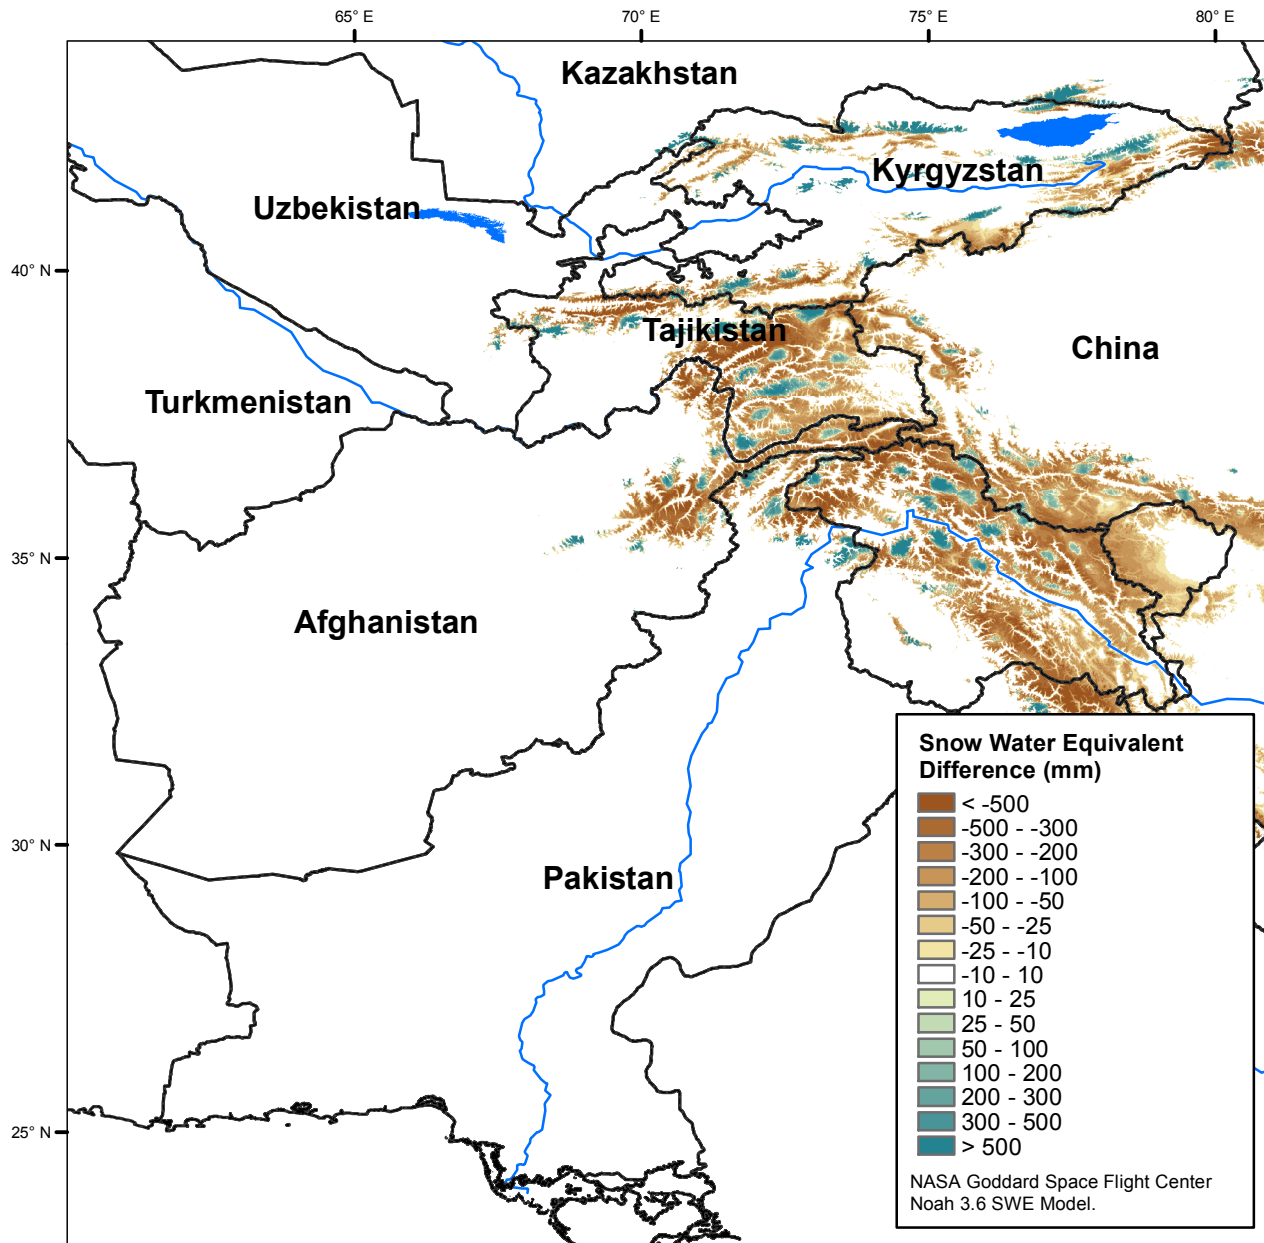 65° E 70° E 75° E 80° E
Kazakhstan
Kyrgyzstan
Uzbekistan
40° N
Tajikistan
China
Turkmenistan
35° N
Afghanistan
Snow Water Equivalent
Difference (mm)
< -500
-500 - -300
-300 - -200
-200 - -100
-100 - -50
-50 - -25
-25 - -10
-10 - 10
10 - 25
25 - 50
50 - 100
100 - 200
200 - 300
300 - 500
> 500
NASA Goddard Space Flight Center
Noah 3.6 SWE Model.
30° N
Pakistan
25° N